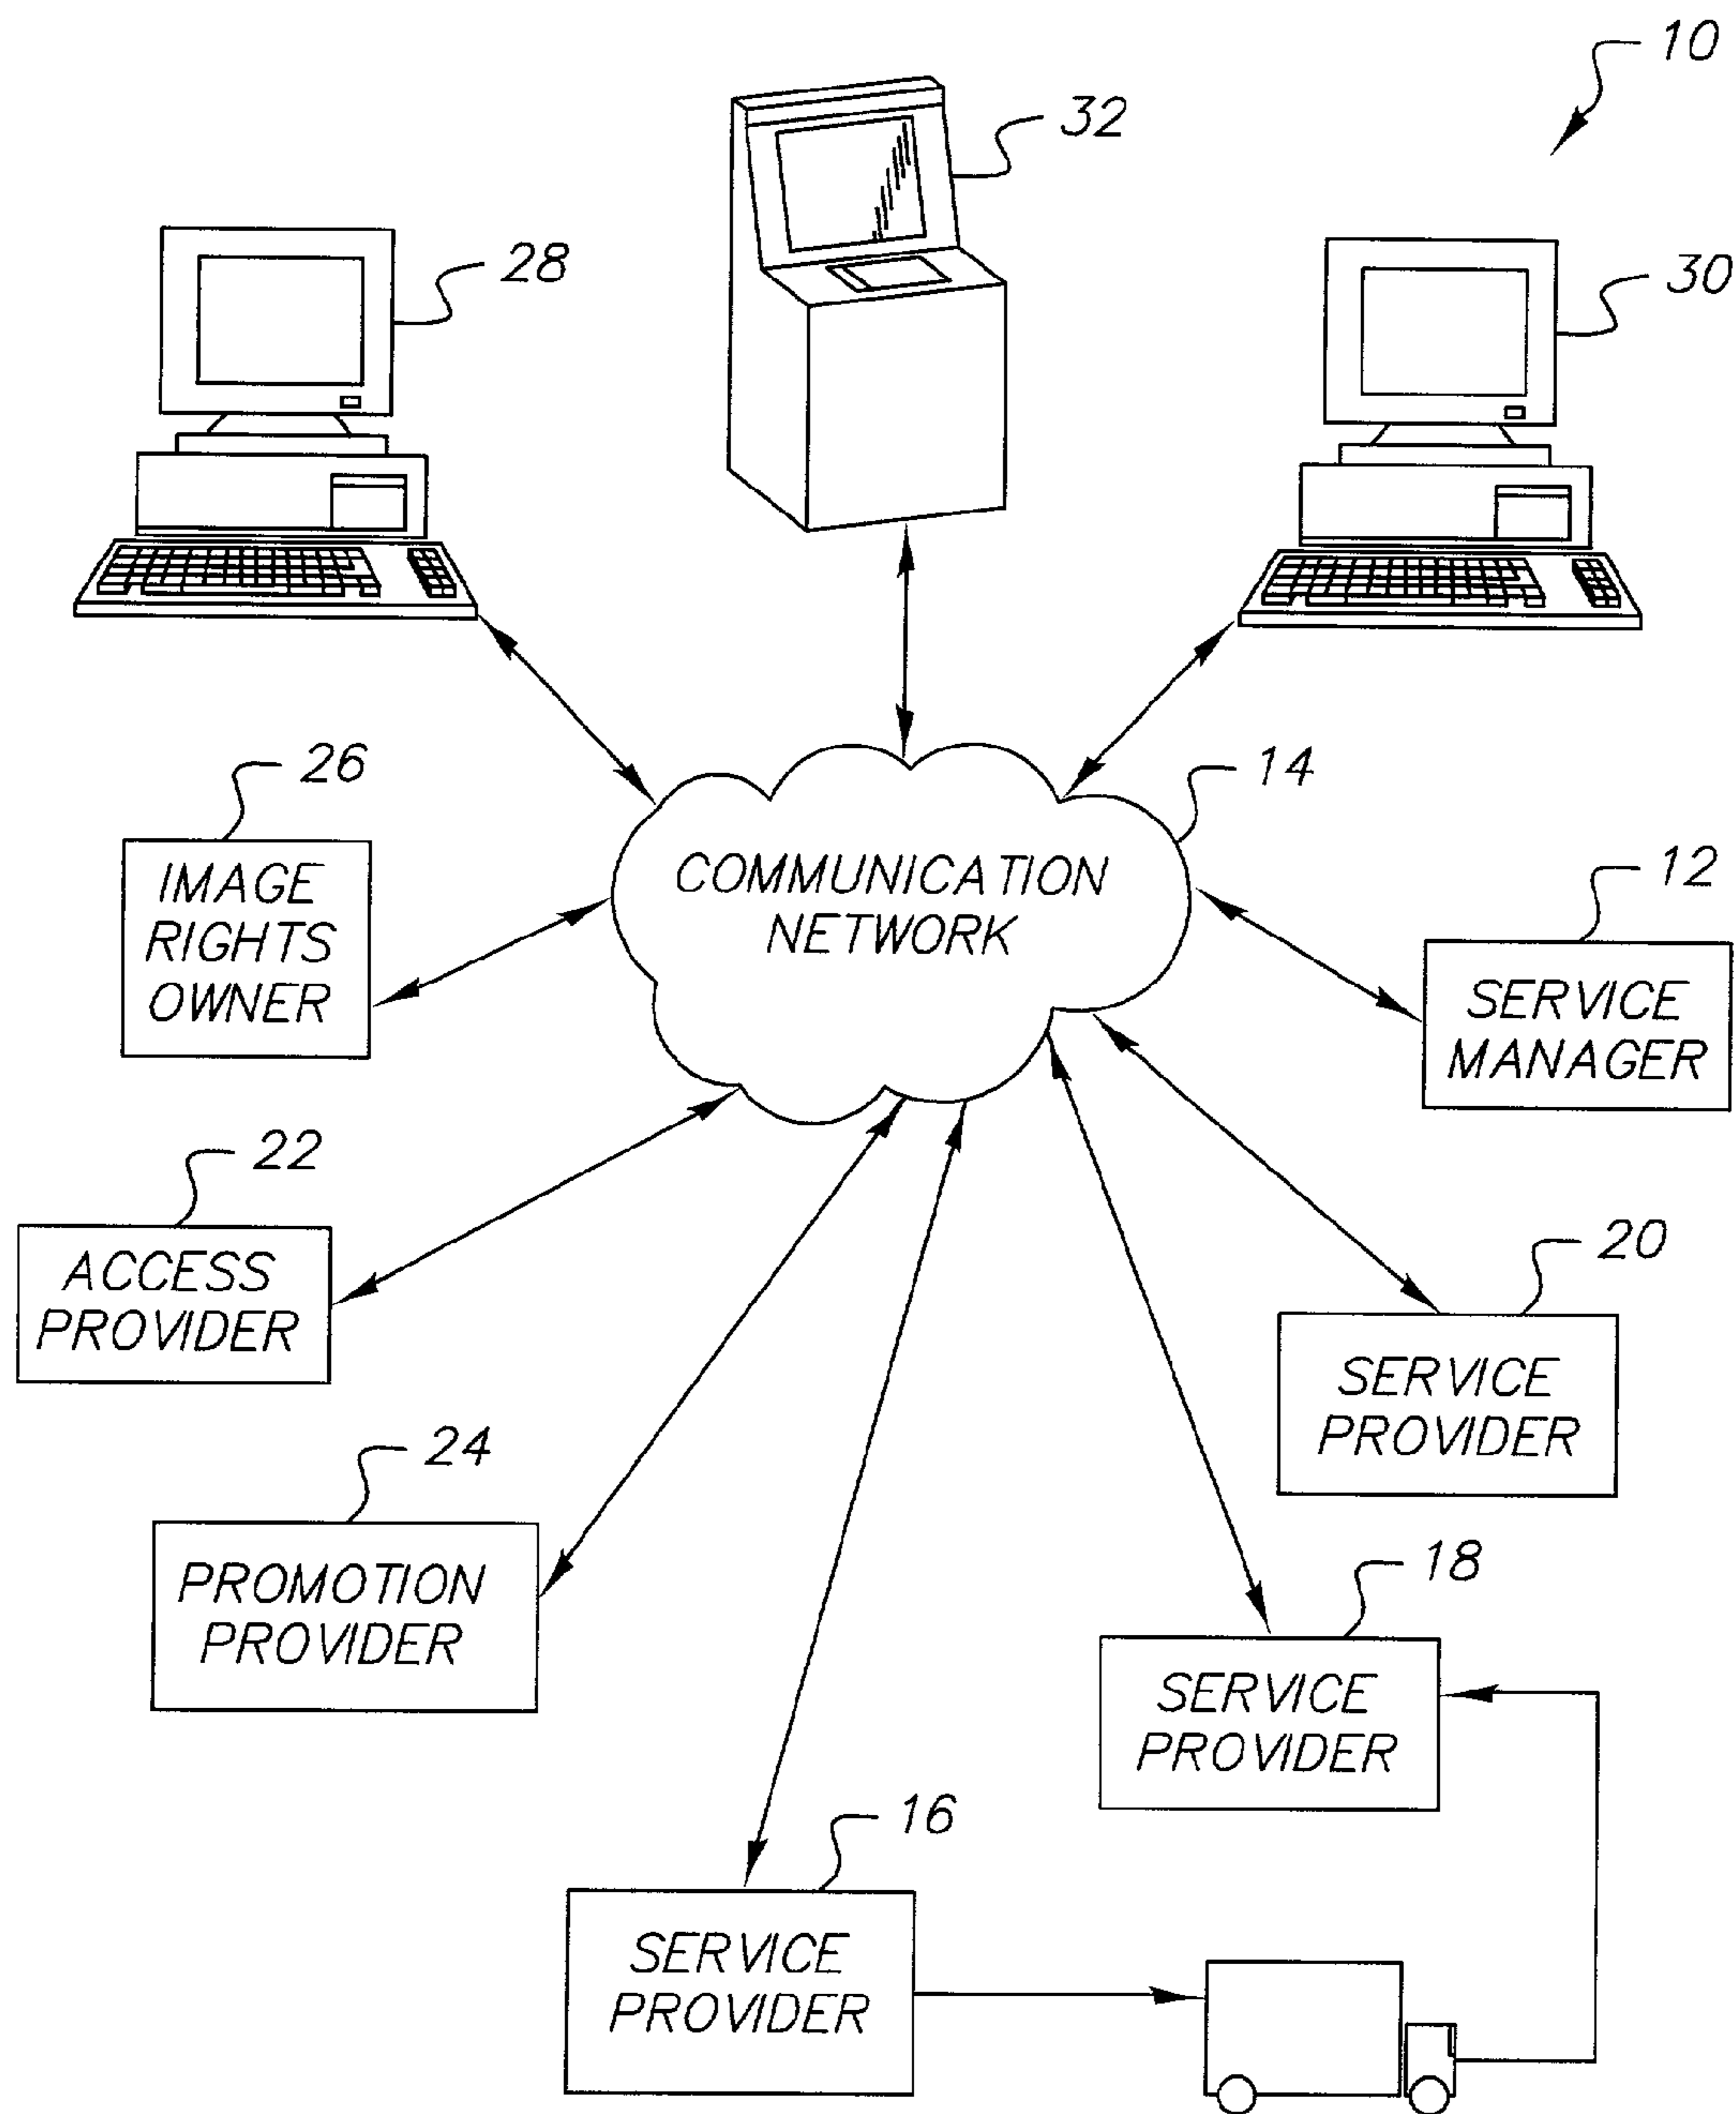 10
32
28
30
26
14
IMAGE
RIGHTS
OWNER
COMMUNICATION
NETWORK
12
SERVICE
MANAGER
22
ACCESS
PROVIDER
20
SERVICE
PROVIDER
24
PROMOTION
PROVIDER
18
SERVICE
PROVIDER
16
SERVICE
PROVIDER